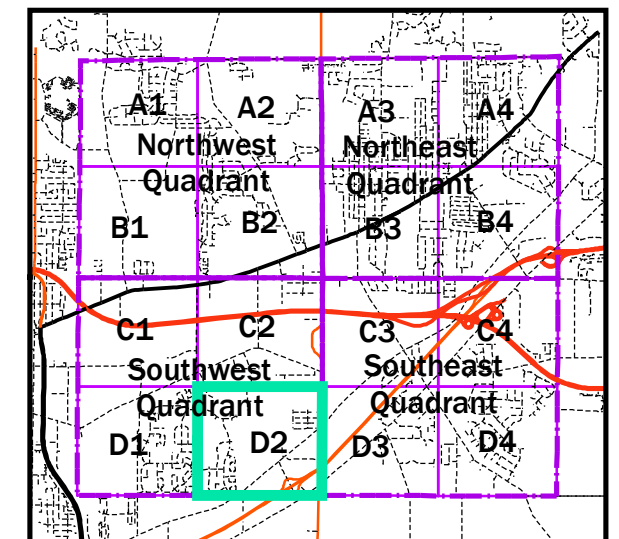 A1 A2 A3 A4
Northwest Northeast
Quadrant Quadrant
B1 B2 B3 B4
C1 C2 C3 C4
Southwest Southeast
Quadrant Quadrant
D1 D2 D3 D4